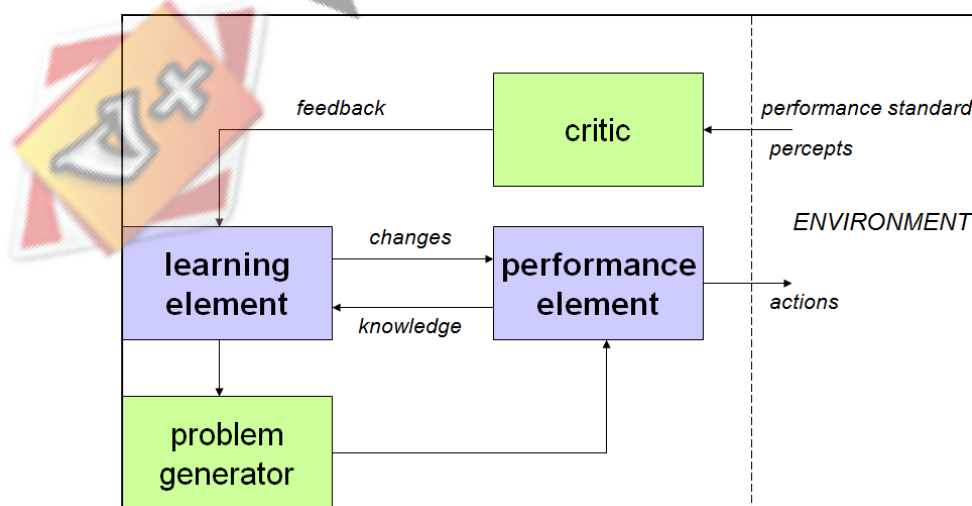 feedback
critic
performance standard
percepts
ENVIRONMENT
learning
element
changes
knowledge
performance
element
actions
problem
generator